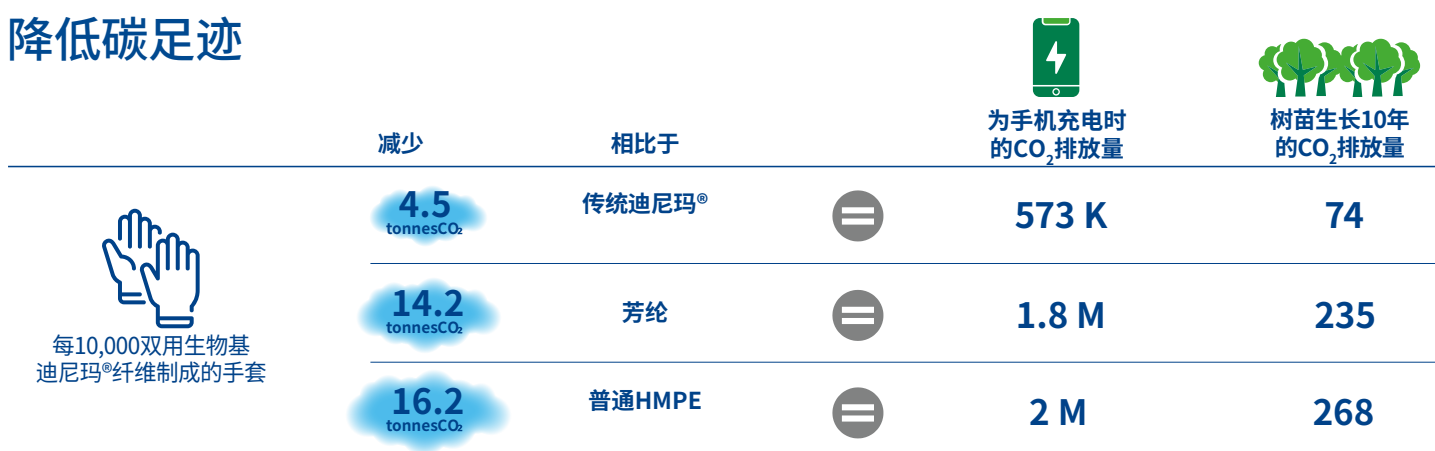 降低碳足迹
减少
相比于
为手机充电时
的CO₂排放量
树苗生长10年
的CO₂排放量
4.5
tonnesCO₂
传统迪尼玛®
573 K
74
14.2
tonnesCO₂
芳纶
1.8 M
235
每10,000双用生物基
迪尼玛®纤维制成的手套
16.2
tonnesCO₂
普通HMPE
2 M
268